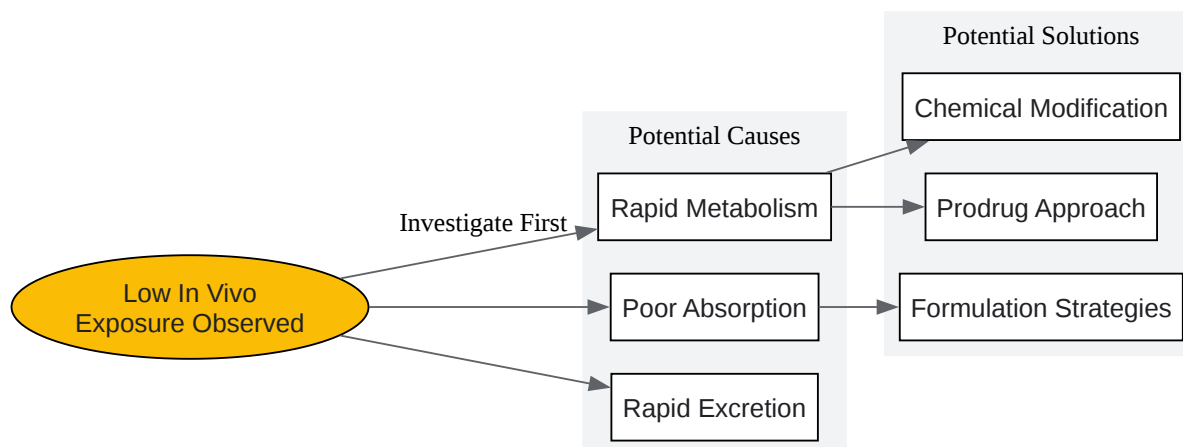 Potential Solutions
Chemical Modification
Potential Causes
Rapid Metabolism
Prodrug Approach
Investigate First
Low In Vivo
Exposure Observed
Poor Absorption
Formulation Strategies
Rapid Excretion